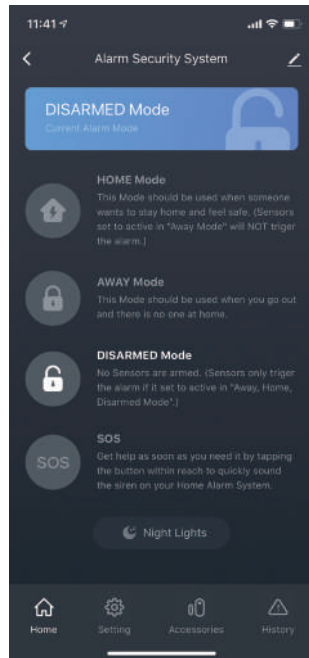 11:41
Alarm Security System
DISARMED Mode
Current Alarm Mode
HOME Mode
This Mode should be used when someone
wants to stay home and feel safe. (Sensors
set to active in "Away Mode" will NOT triger
the alarm.)
AWAY Mode
This Mode should be used when you go out
and there is no one at home.
DISARMED Mode
No Sensors are armed. (Sensors only triger
the alarm if it set to active in "Away, Home,
Disarmed Mode".)
SOS
SOS
Get help as soon as you need it by tapping
the button within reach to quickly sound
the siren on your Home Alarm System.
Night Lights
Home Setting Accessories History